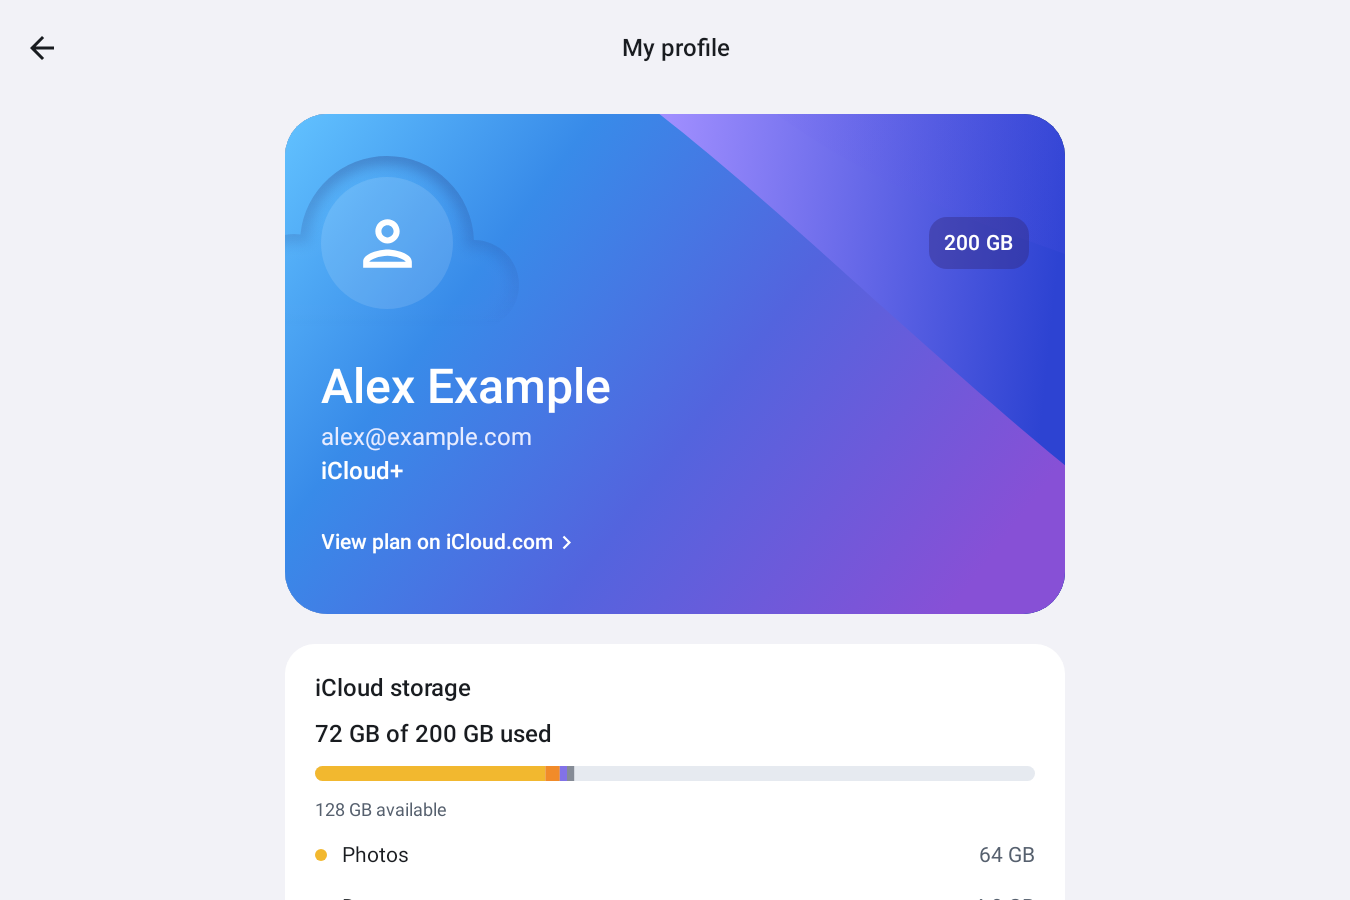 My profile
200 GB
Alex Example
alex@example.com
iCloud+
View plan on iCloud.com
iCloud storage
72 GB of 200 GB used
128 GB available
Photos 64 GB